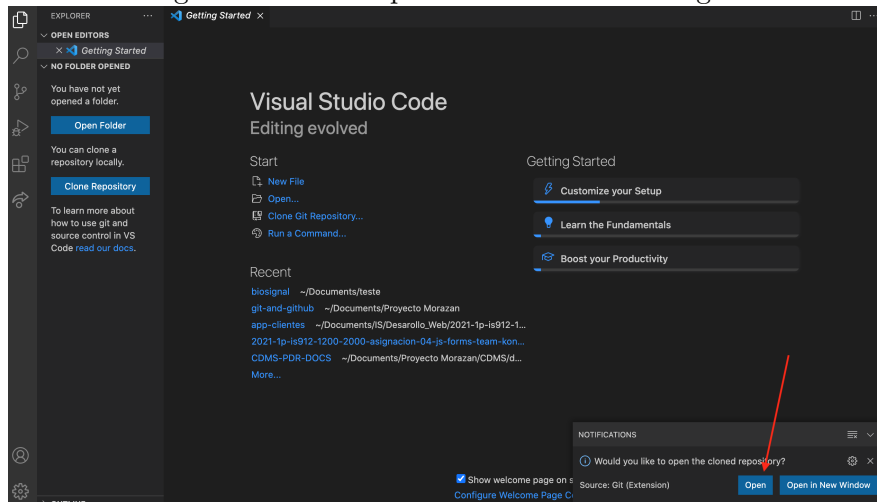 EXPLORER
Getting Started
OPEN EDITORS
Getting Started
NO FOLDER OPENED
You have not yet
opened a folder.
Open Folder
You can clone a
repository locally.
Clone Repository
To learn more about
how to use git and
source control in VS
Code read our docs.
Visual Studio Code
Editing evolved
Start
New File
Open...
Clone Git Repository...
Run a Command...
Recent
biosignal ~/Documents/teste
git-and-github ~/Documents/Proyecto Morazan
app-clientes ~/Documents/IS/Desarollo_Web/2021-1p-is912-1...
2021-1p-is912-1200-2000-asignacion-04-js-forms-team-kon...
CDMS-PDR-DOCS ~/Documents/Proyecto Morazan/CDMS/d...
More...
Getting Started
Customize your Setup
Learn the Fundamentals
Boost your Productivity
Show welcome page on s
Configure Welcome Page C
NOTIFICATIONS
Would you like to open the cloned repository?
Source: Git (Extension)
Open
Open in New Window